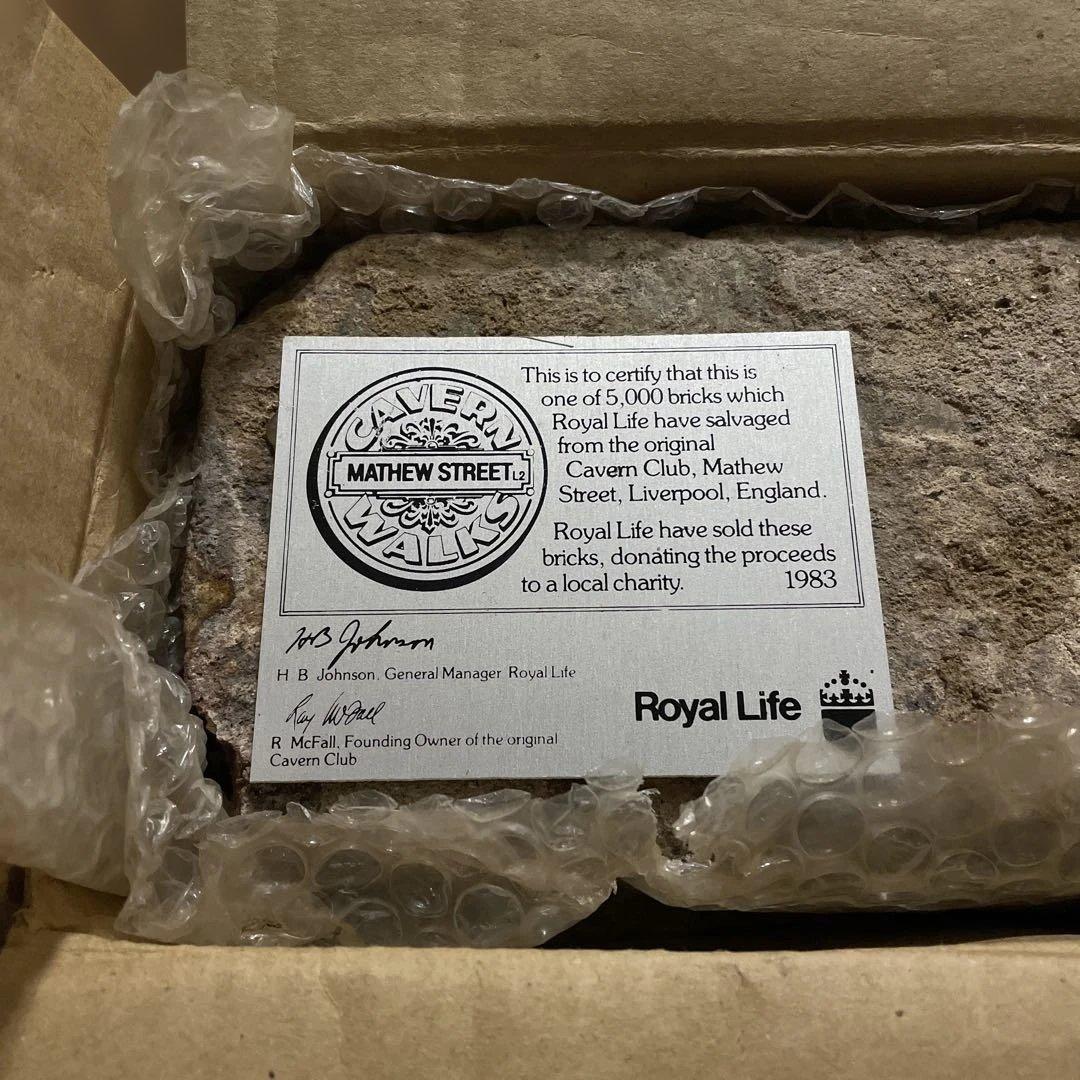 CAVERN
MATHEW STREET L2
WALKS
This is to certify that this is
one of 5,000 bricks which
Royal Life have salvaged
from the original
Cavern Club, Mathew
Street, Liverpool, England.
Royal Life have sold these
bricks, donating the proceeds
to a local charity. 1983
HB Johnson
H B Johnson, General Manager Royal Life
Ray McFall
R McFall, Founding Owner of the original
Cavern Club
Royal Life